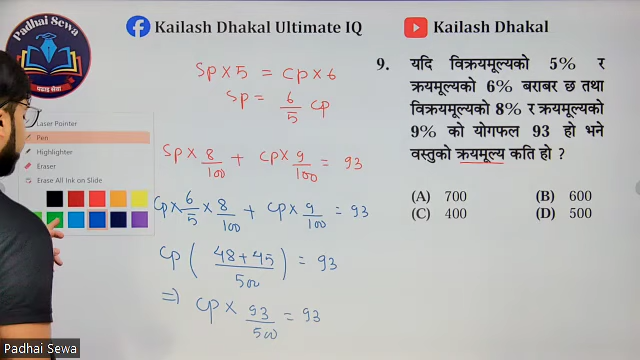 Padhai Sewa
पढाइ सेवा
Kailash Dhakal Ultimate IQ
Kailash Dhakal
Sp × 5 = Cp × 6
Sp = 6/5 Cp
Sp × 8/100 + Cp × 9/100 = 93
Cp × 6/5 × 8/100 + Cp × 9/100 = 93
Cp ( 48+45 / 500 ) = 93
⇒ Cp × 93/500 = 93
9. यदि विक्रयमूल्यको 5% र
क्रयमूल्यको 6% बराबर छ तथा
विक्रयमूल्यको 8% र क्रयमूल्यको
9% को योगफल 93 हो भने
वस्तुको क्रयमूल्य कति हो ?
(A) 700 (B) 600
(C) 400 (D) 500
Laser Pointer
Pen
Highlighter
Eraser
Erase All Ink on Slide
Padhai Sewa